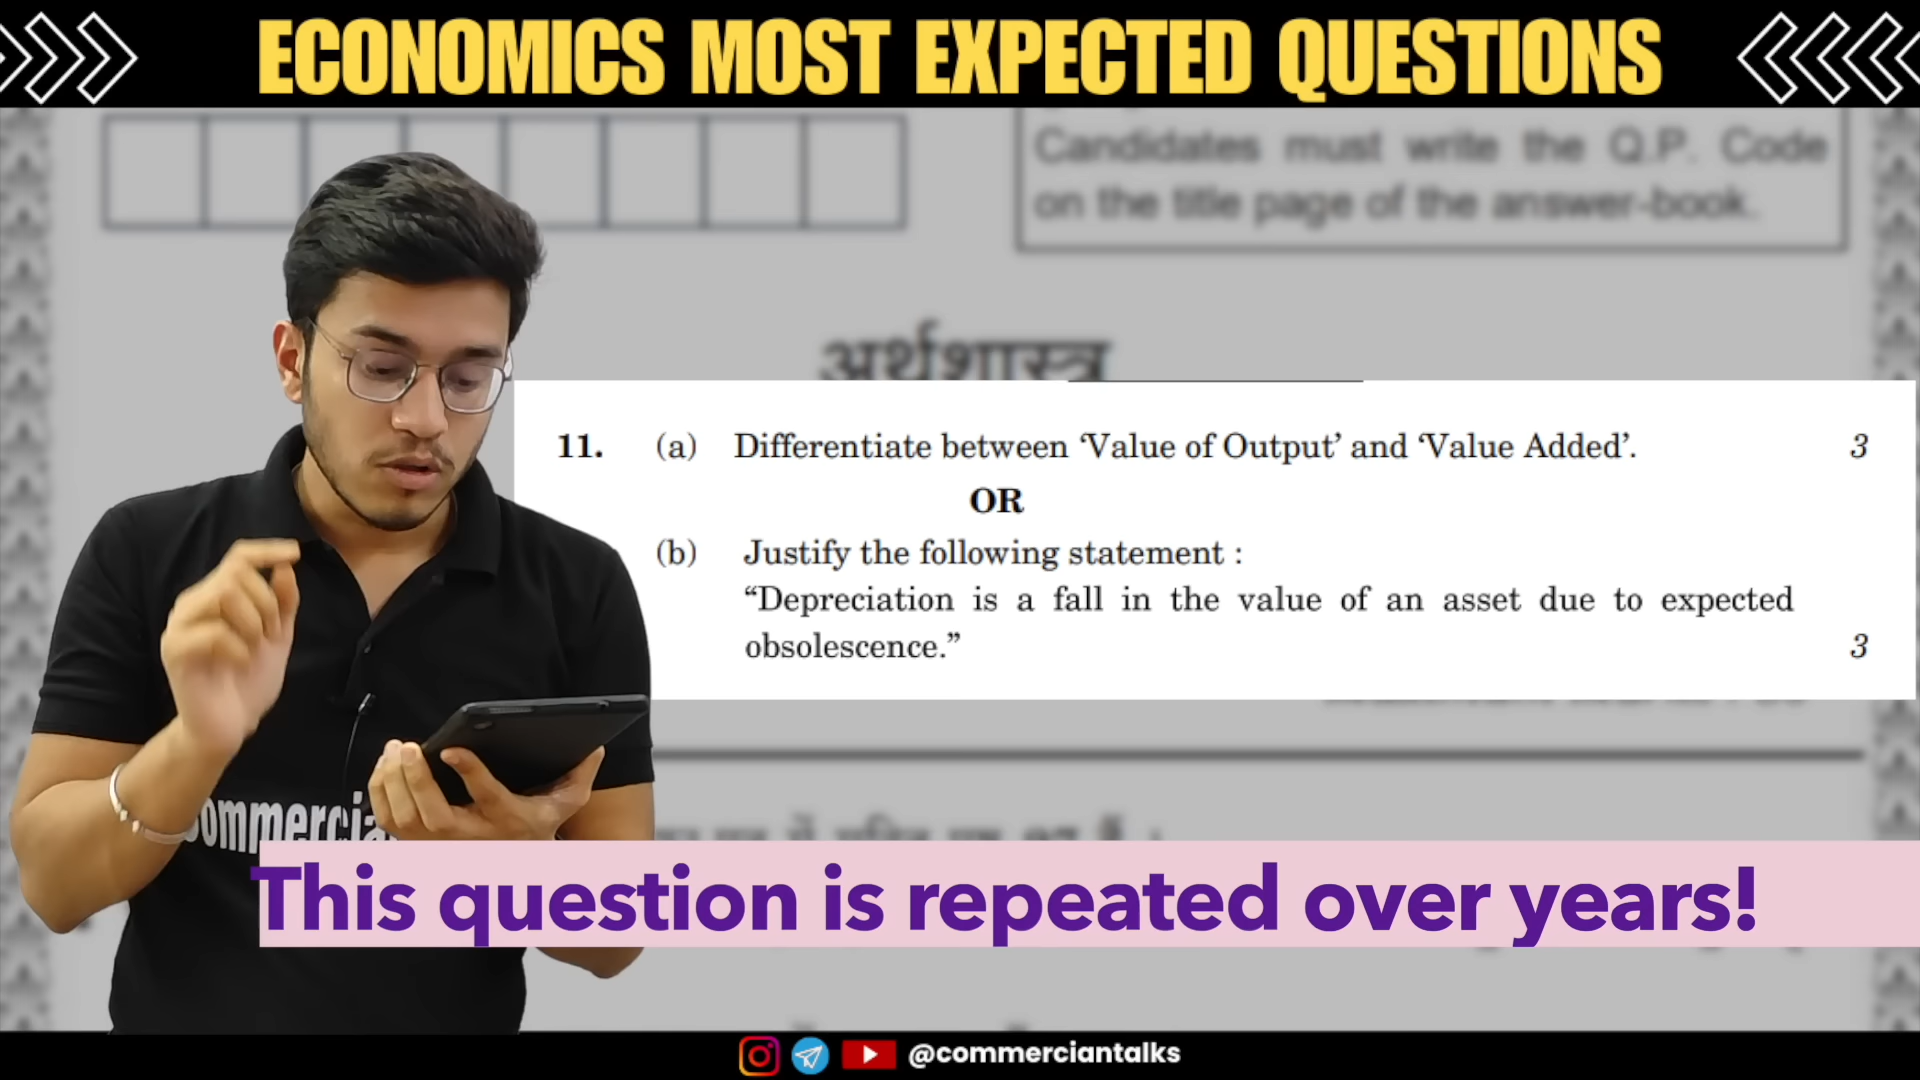 ECONOMICS MOST EXPECTED QUESTIONS
Candidates must write the Q.P. Code
on the title page of the answer-book.
अर्थशास्त्र
11. (a) Differentiate between ‘Value of Output’ and ‘Value Added’. 3
OR
(b) Justify the following statement :
“Depreciation is a fall in the value of an asset due to expected
obsolescence.” 3
commercia
This question is repeated over years!
@commerciantalks